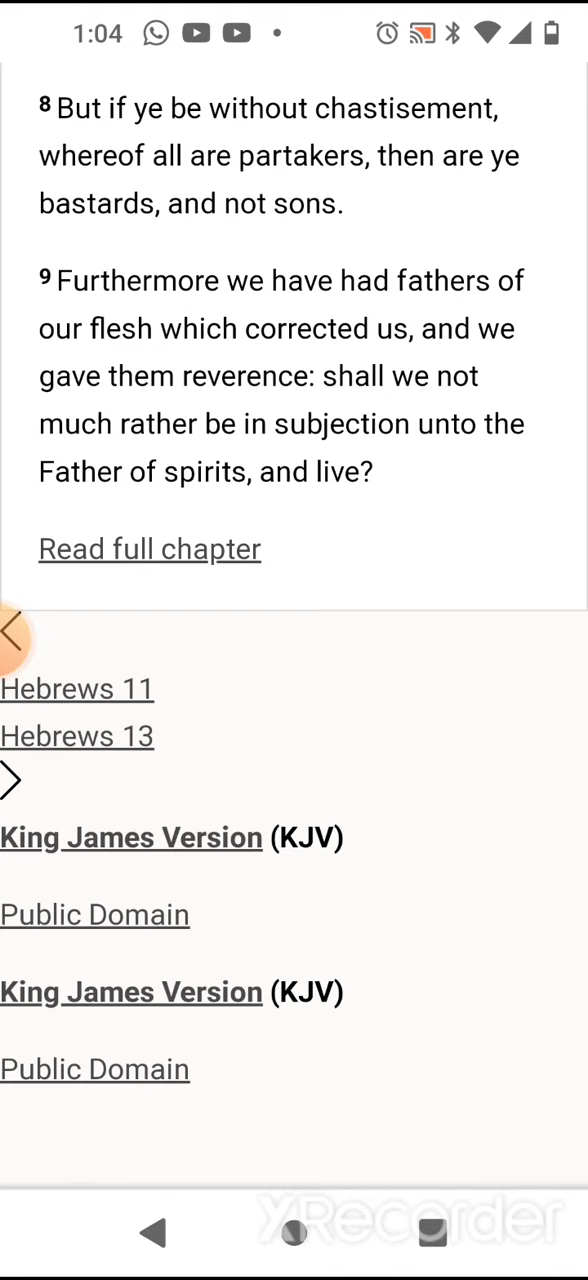 1:04
8 But if ye be without chastisement,
whereof all are partakers, then are ye
bastards, and not sons.
9 Furthermore we have had fathers of
our flesh which corrected us, and we
gave them reverence: shall we not
much rather be in subjection unto the
Father of spirits, and live?
Read full chapter
Hebrews 11
Hebrews 13
King James Version (KJV)
Public Domain
King James Version (KJV)
Public Domain
XRecorder